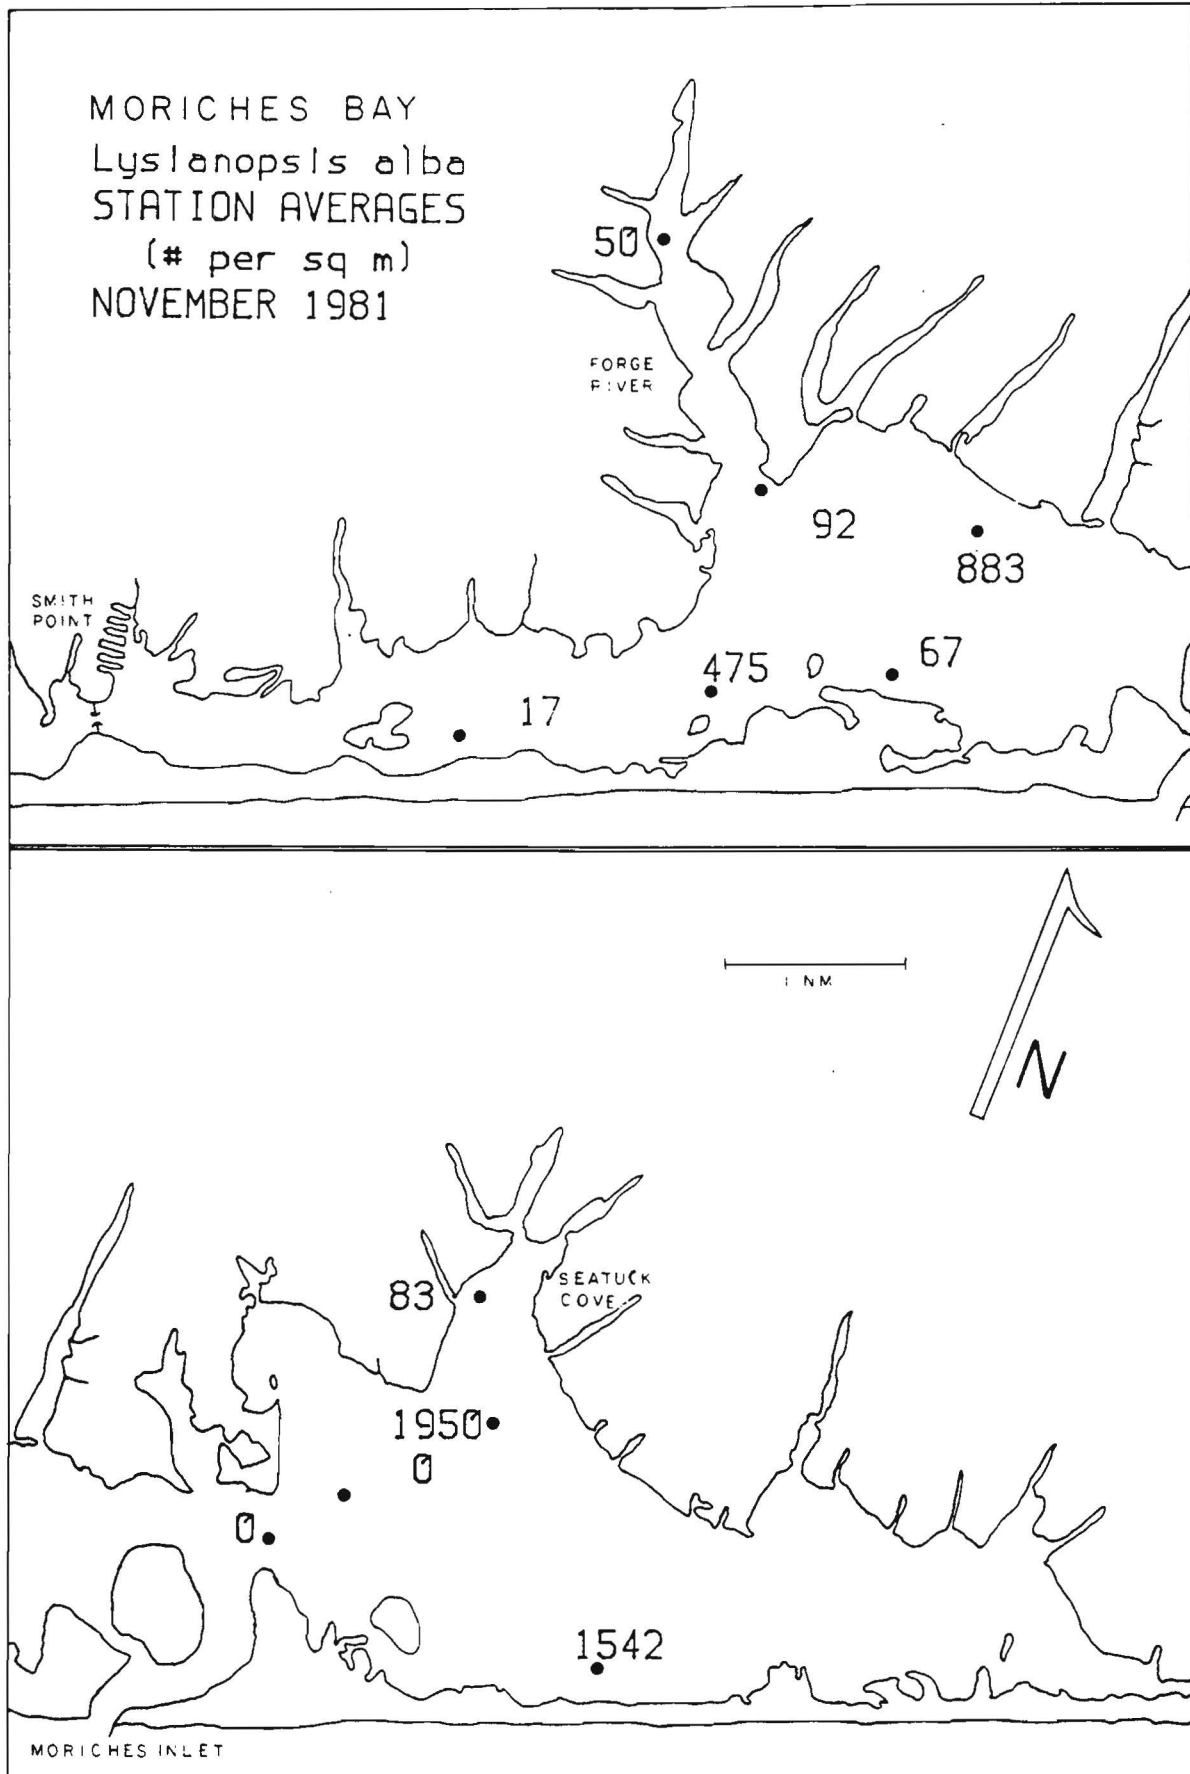 MORICHES BAY
Lysianopsis alba
STATION AVERAGES
(# per sq m)
NOVEMBER 1981
50
FORGE
RIVER
92
883
SMITH
POINT
475
67
17
1 NM
N
83
SEATUCK
COVE
1950
0
0
1542
MORICHES INLET